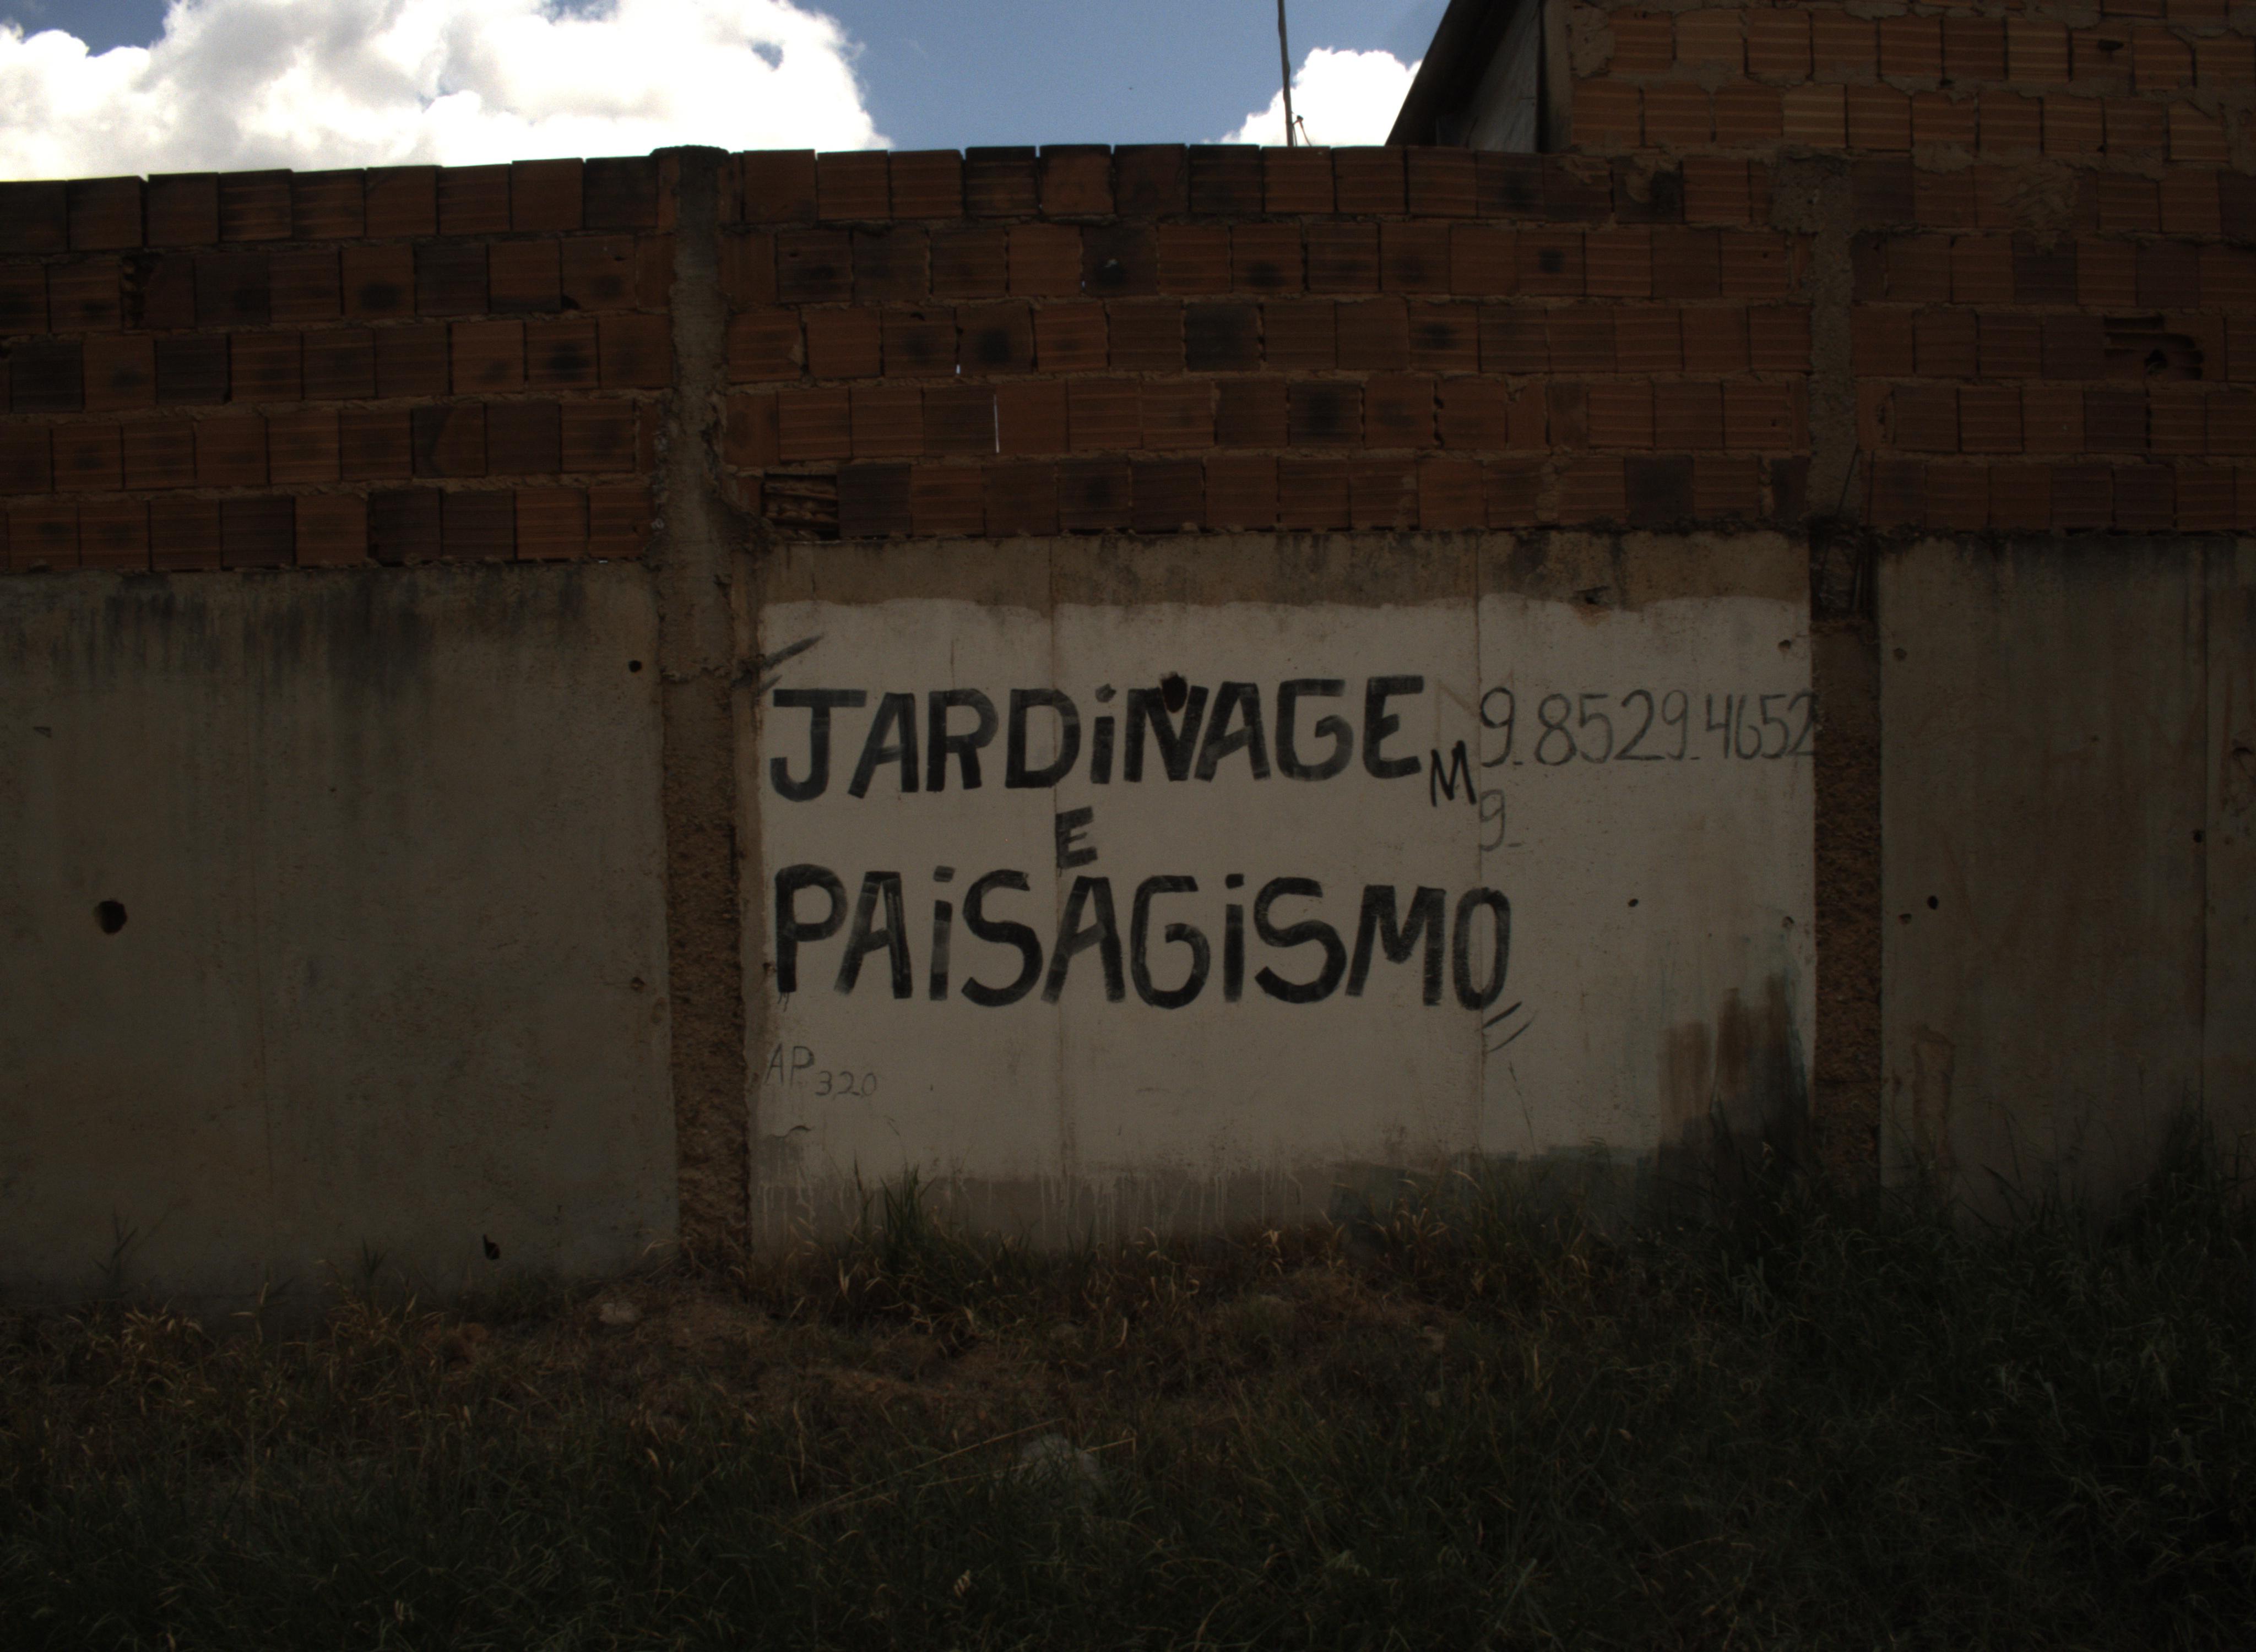 JARDiNAGEM 9.8529.4652
9-
E
PAiSAGiSMO
AP 320